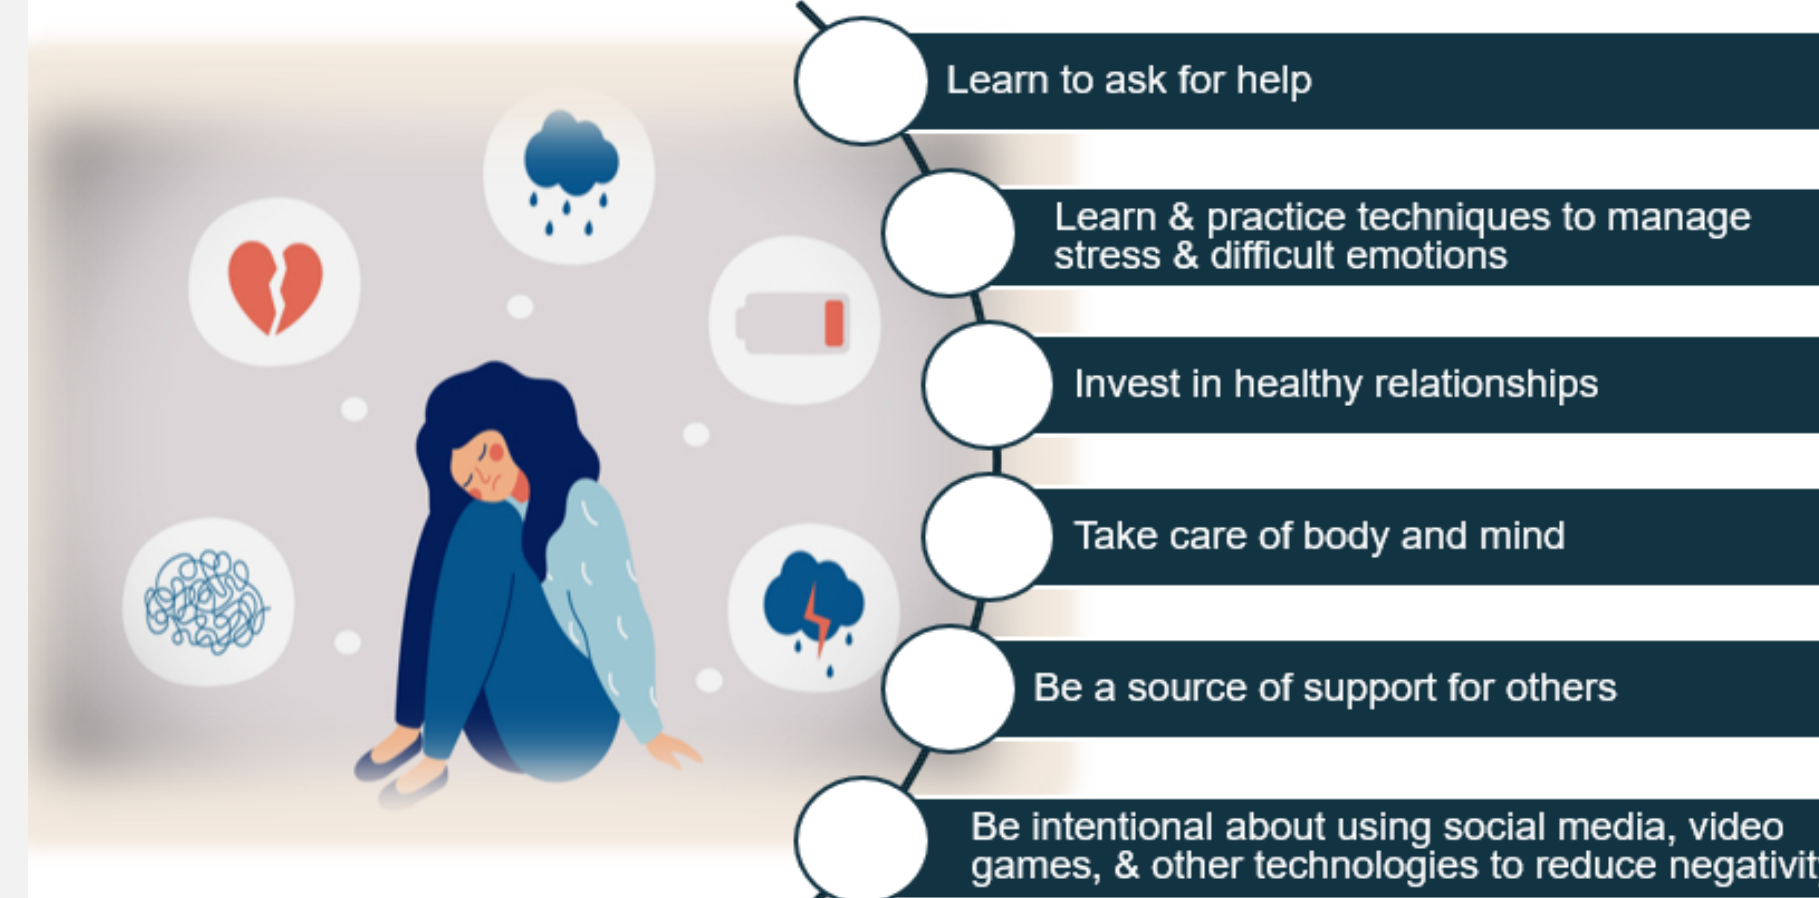 Learn to ask for help
Learn & practice techniques to manage
stress & difficult emotions
Invest in healthy relationships
Take care of body and mind
Be a source of support for others
Be intentional about using social media, video
games, & other technologies to reduce